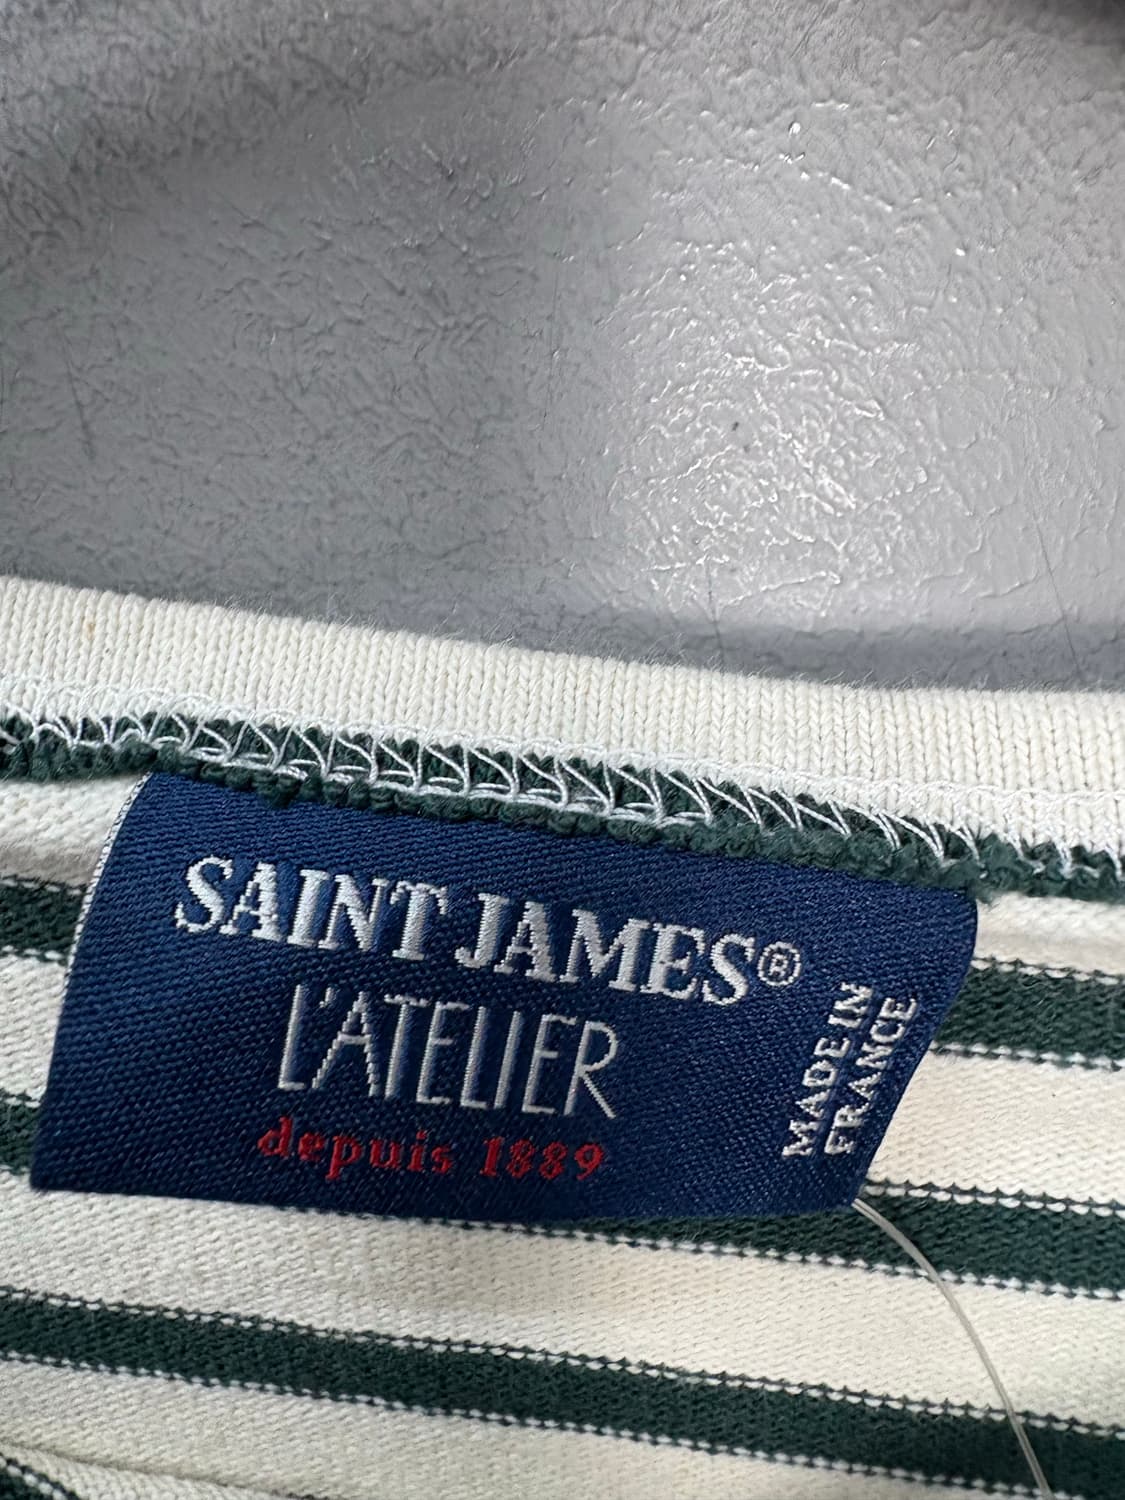 SAINT JAMES®
L'ATELIER
depuis 1889
MADE IN
FRANCE